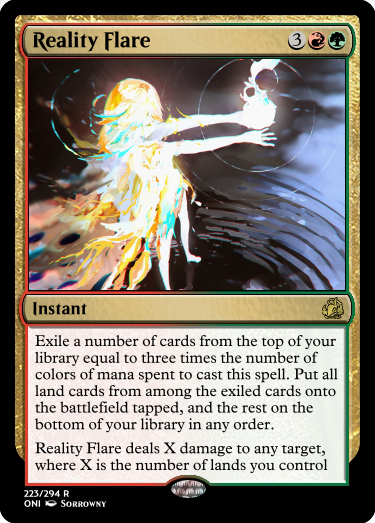 Reality Flare 3
Instant
Exile a number of cards from the top of your
library equal to three times the number of
colors of mana spent to cast this spell. Put all
land cards from among the exiled cards onto
the battlefield tapped, and the rest on the
bottom of your library in any order.
Reality Flare deals X damage to any target,
where X is the number of lands you control
223/294 R
ONI Sorrowny